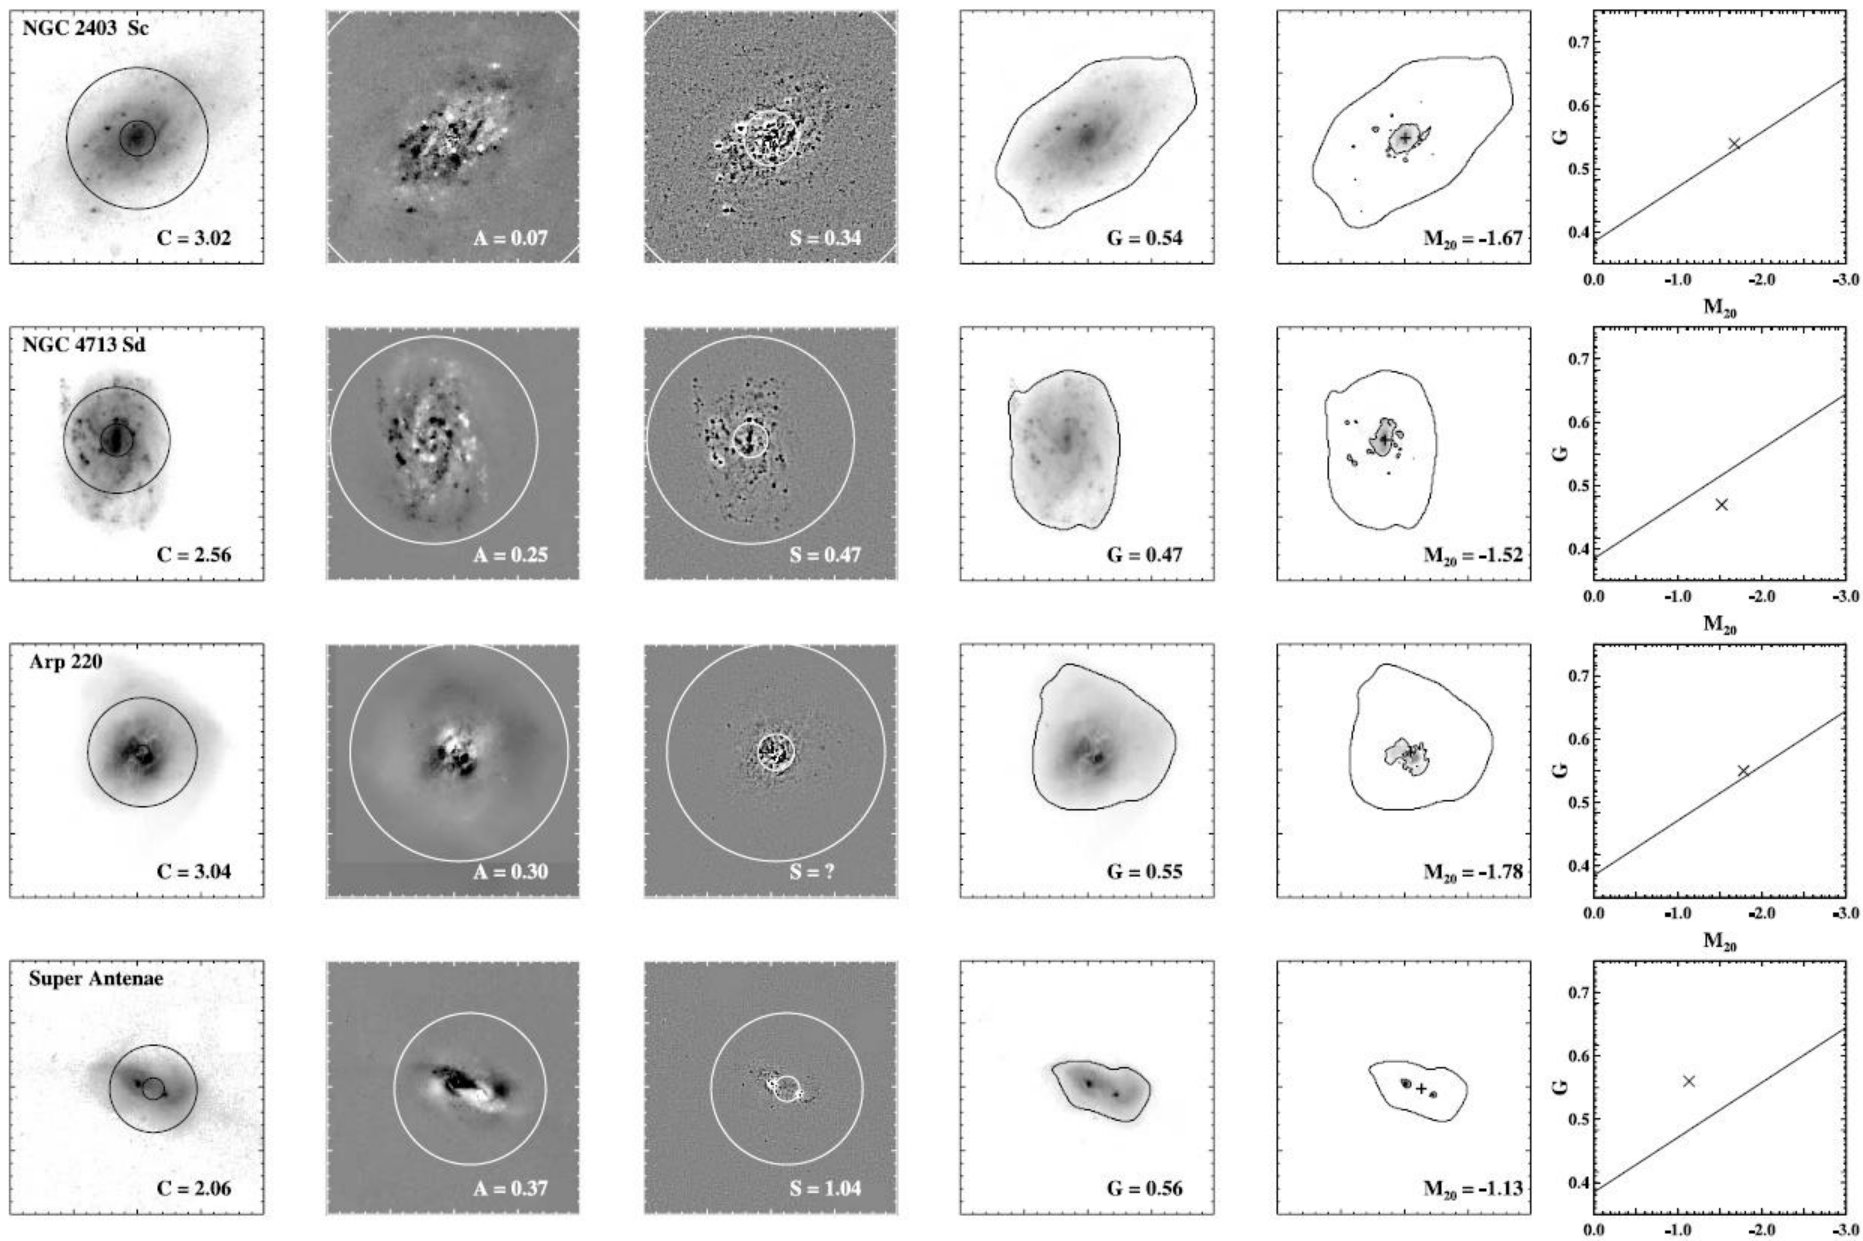 NGC 2403 Sc
C = 3.02
A = 0.07
S = 0.34
G = 0.54
M20 = -1.67
G
0.7
0.6
0.5
0.4
0.0 -1.0 -2.0 -3.0
M20
NGC 4713 Sd
C = 2.56
A = 0.25
S = 0.47
G = 0.47
M20 = -1.52
G
0.7
0.6
0.5
0.4
0.0 -1.0 -2.0 -3.0
M20
Arp 220
C = 3.04
A = 0.30
S = ?
G = 0.55
M20 = -1.78
G
0.7
0.6
0.5
0.4
0.0 -1.0 -2.0 -3.0
M20
Super Antenae
C = 2.06
A = 0.37
S = 1.04
G = 0.56
M20 = -1.13
G
0.7
0.6
0.5
0.4
0.0 -1.0 -2.0 -3.0